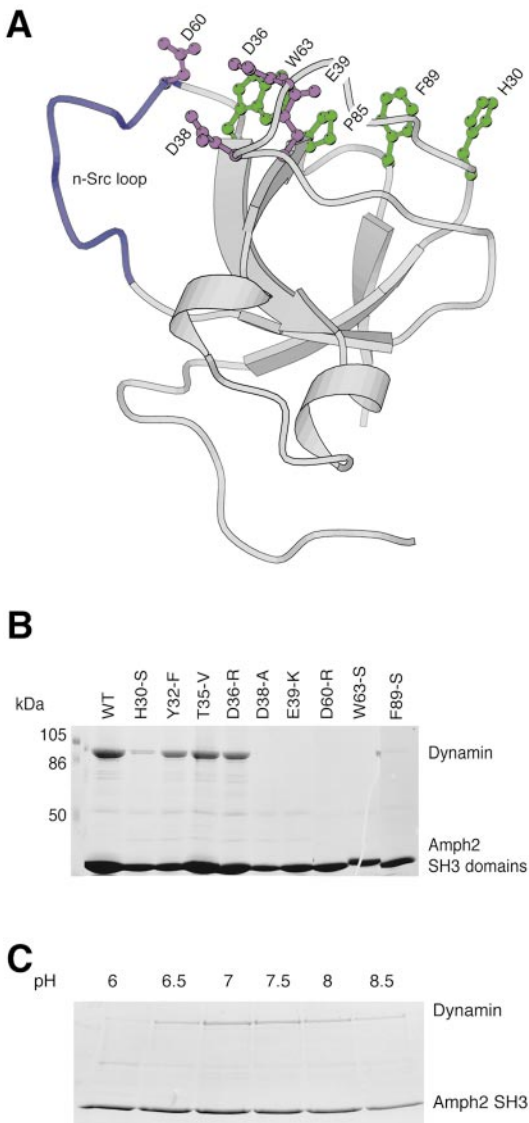 A
D60
D36
W63
E39
P85
F89
H30
D38
n-Src loop
B
kDa
WT
H30-S
Y32-F
T35-V
D36-R
D38-A
E39-K
D60-R
W63-S
F89-S
105
86
50
Dynamin
Amph2
SH3 domains
C
pH 6 6.5 7 7.5 8 8.5
Dynamin
Amph2 SH3